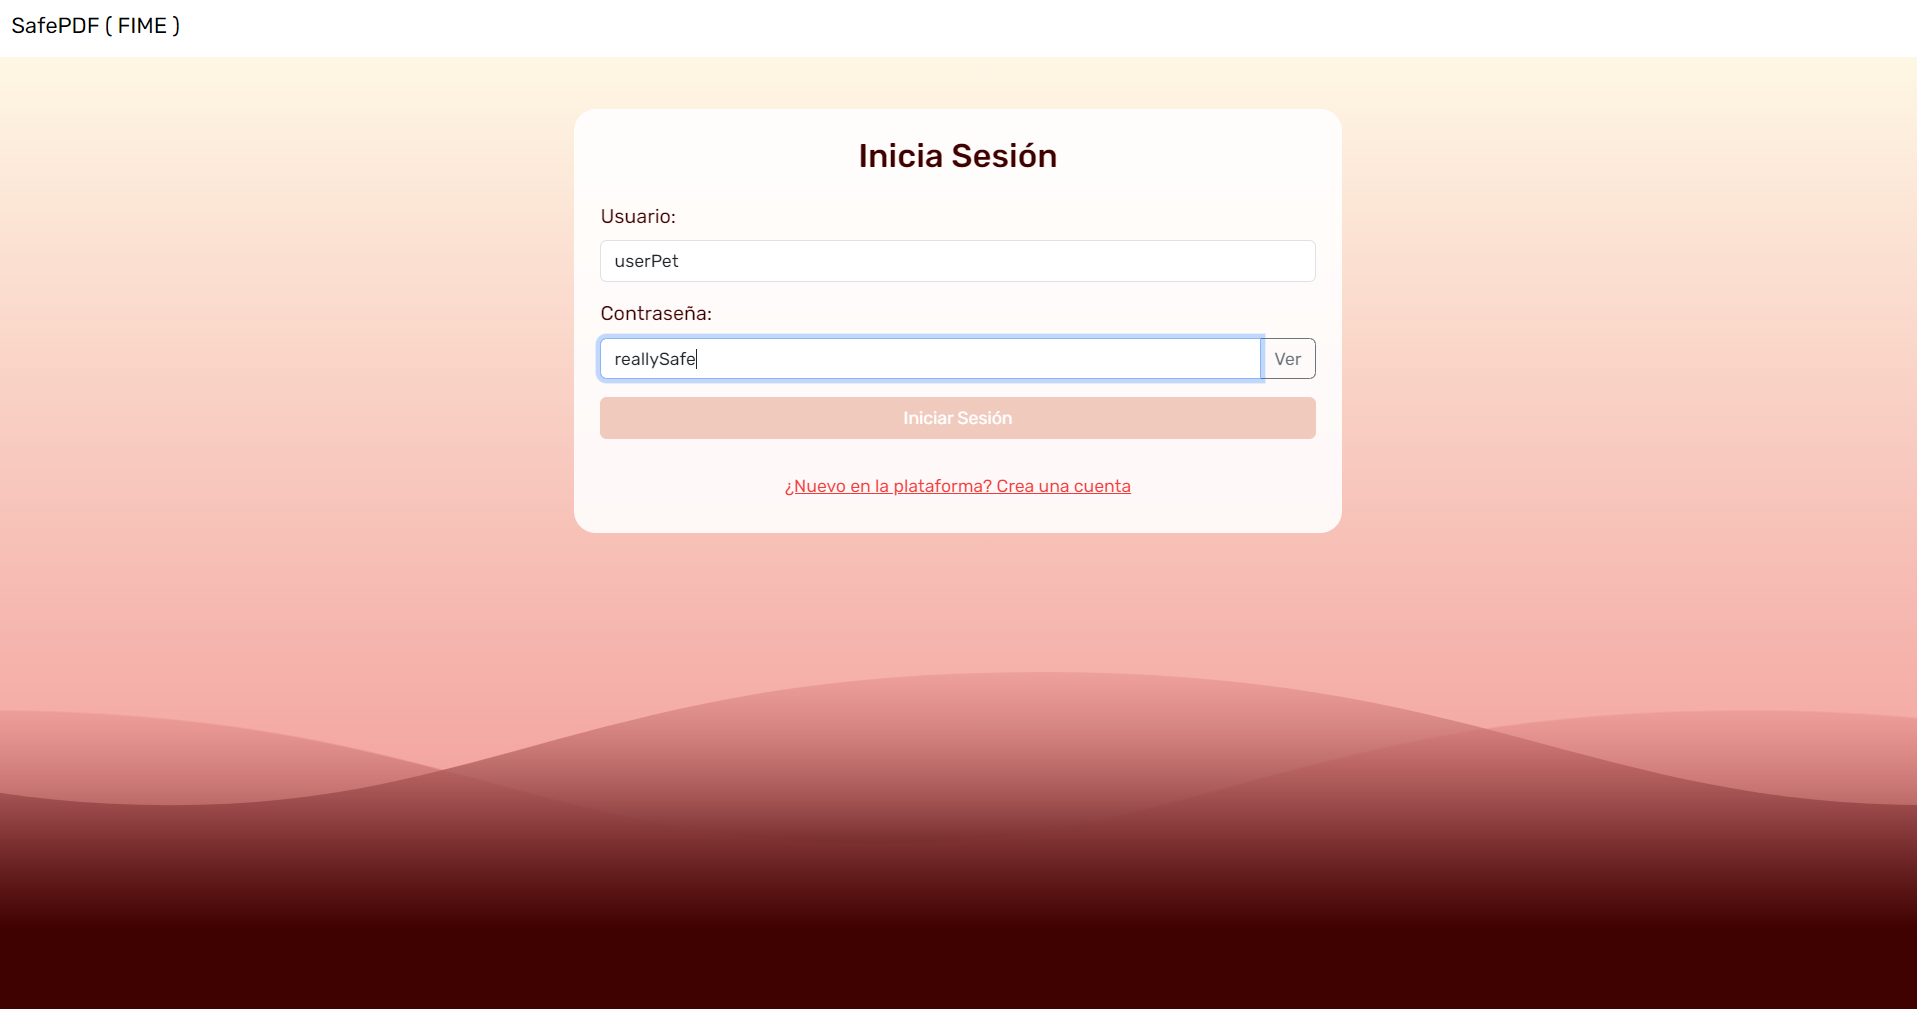 SafePDF ( FIME )
Inicia Sesión
Usuario:
userPet
Contraseña:
reallySafe
Ver
Iniciar Sesión
¿Nuevo en la plataforma? Crea una cuenta